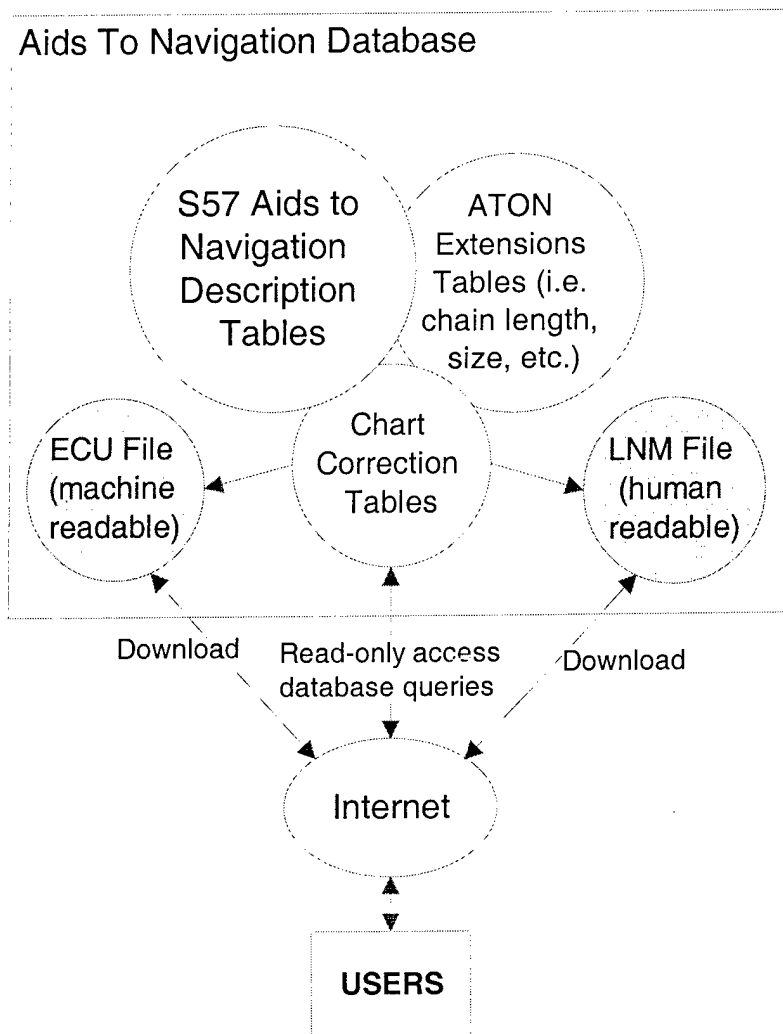 Aids To Navigation Database
S57 Aids to
Navigation
Description
Tables
ATON
Extensions
Tables (i.e.
chain length,
size, etc.)
ECU File
(machine
readable)
Chart
Correction
Tables
LNM File
(human
readable)
Download
Read-only access
database queries
Download
Internet
USERS